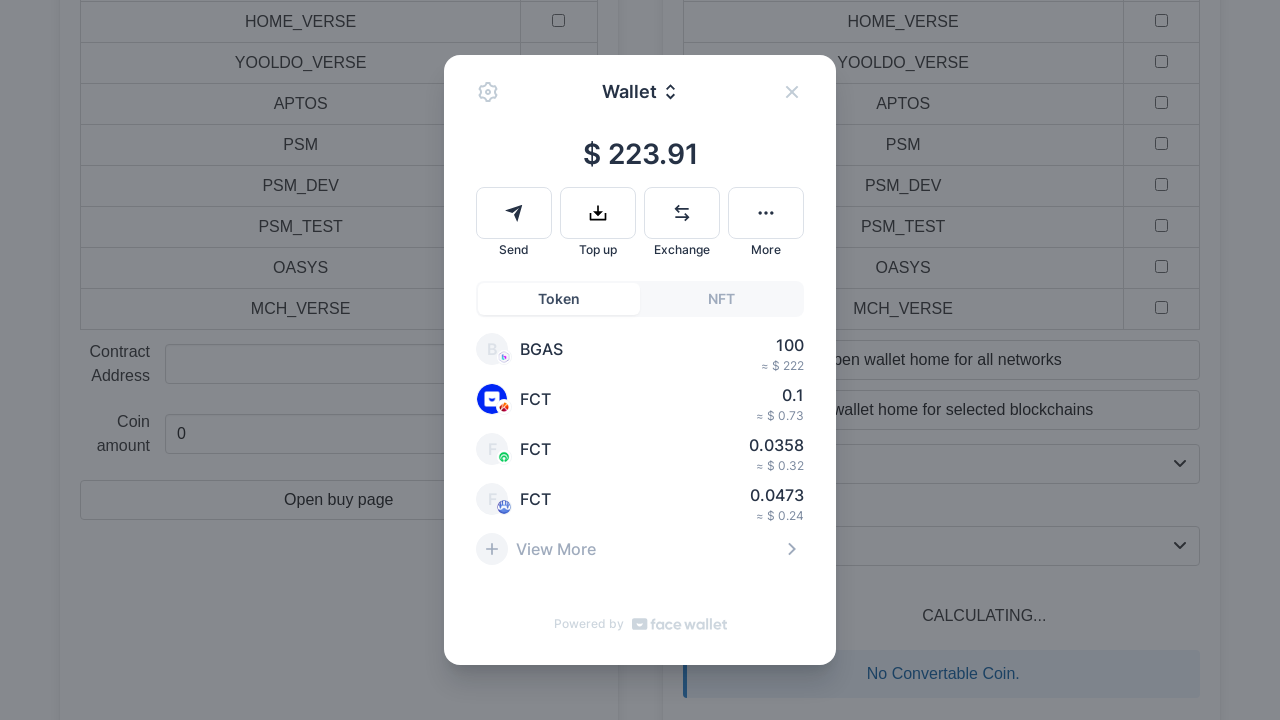 HOME_VERSE
YOOLDO_VERSE
APTOS
PSM
PSM_DEV
PSM_TEST
OASYS
MCH_VERSE
Contract
Address
Coin
amount
0
Open buy page
Wallet
$ 223.91
Send
Top up
Exchange
More
Token
NFT
B
BGAS
100
≈ $ 222
FCT
0.1
≈ $ 0.73
F
FCT
0.0358
≈ $ 0.32
F
FCT
0.0473
≈ $ 0.24
View More
Powered by face wallet
HOME_VERSE
YOOLDO_VERSE
APTOS
PSM
PSM_DEV
PSM_TEST
OASYS
MCH_VERSE
pen wallet home for all networks
wallet home for selected blockchains
CALCULATING...
No Convertable Coin.